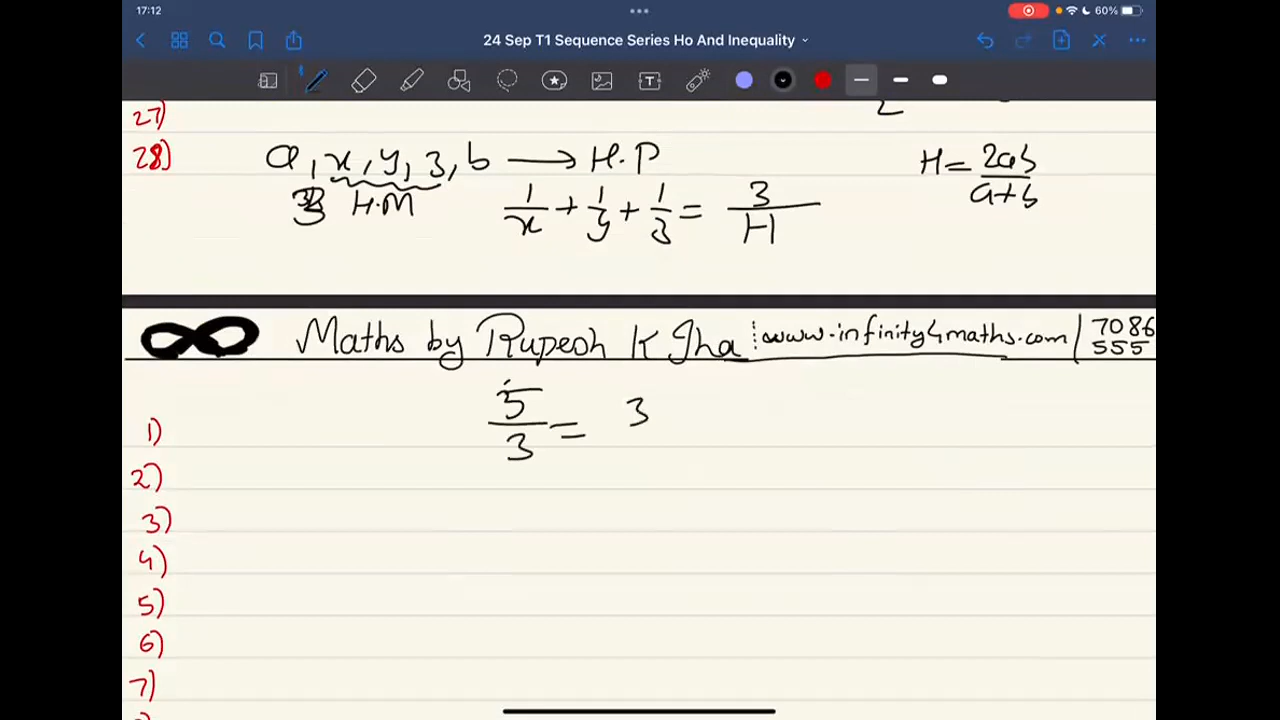 17:12
60%
24 Sep T1 Sequence Series Ho And Inequality
27)
2
28) a, x, y, z, b → H.P
H = 2ab/a+b
3 H.M
1/x + 1/y + 1/z = 3/H
Maths by Rupesh K Jha www.infinity4maths.com / 7086
555
1) 5/3 = 3
2)
3)
4)
5)
6)
7)